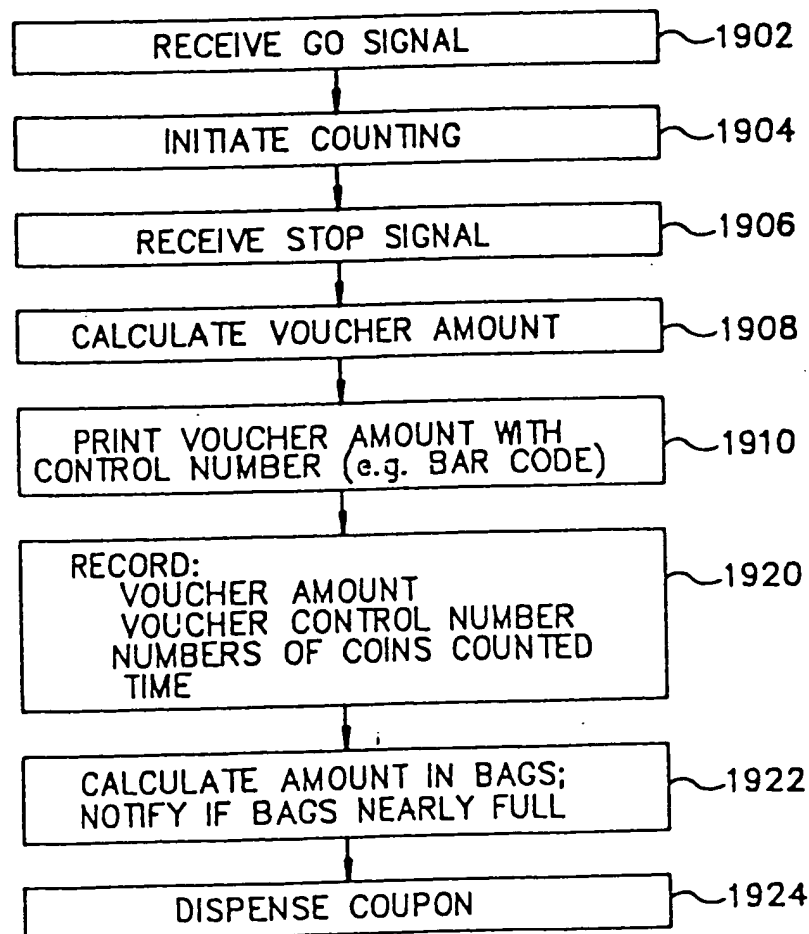 RECEIVE GO SIGNAL
1902
INITIATE COUNTING
1904
RECEIVE STOP SIGNAL
1906
CALCULATE VOUCHER AMOUNT
1908
PRINT VOUCHER AMOUNT WITH
CONTROL NUMBER (e.g. BAR CODE)
1910
RECORD:
VOUCHER AMOUNT
VOUCHER CONTROL NUMBER
NUMBERS OF COINS COUNTED
TIME
1920
CALCULATE AMOUNT IN BAGS;
NOTIFY IF BAGS NEARLY FULL
1922
DISPENSE COUPON
1924